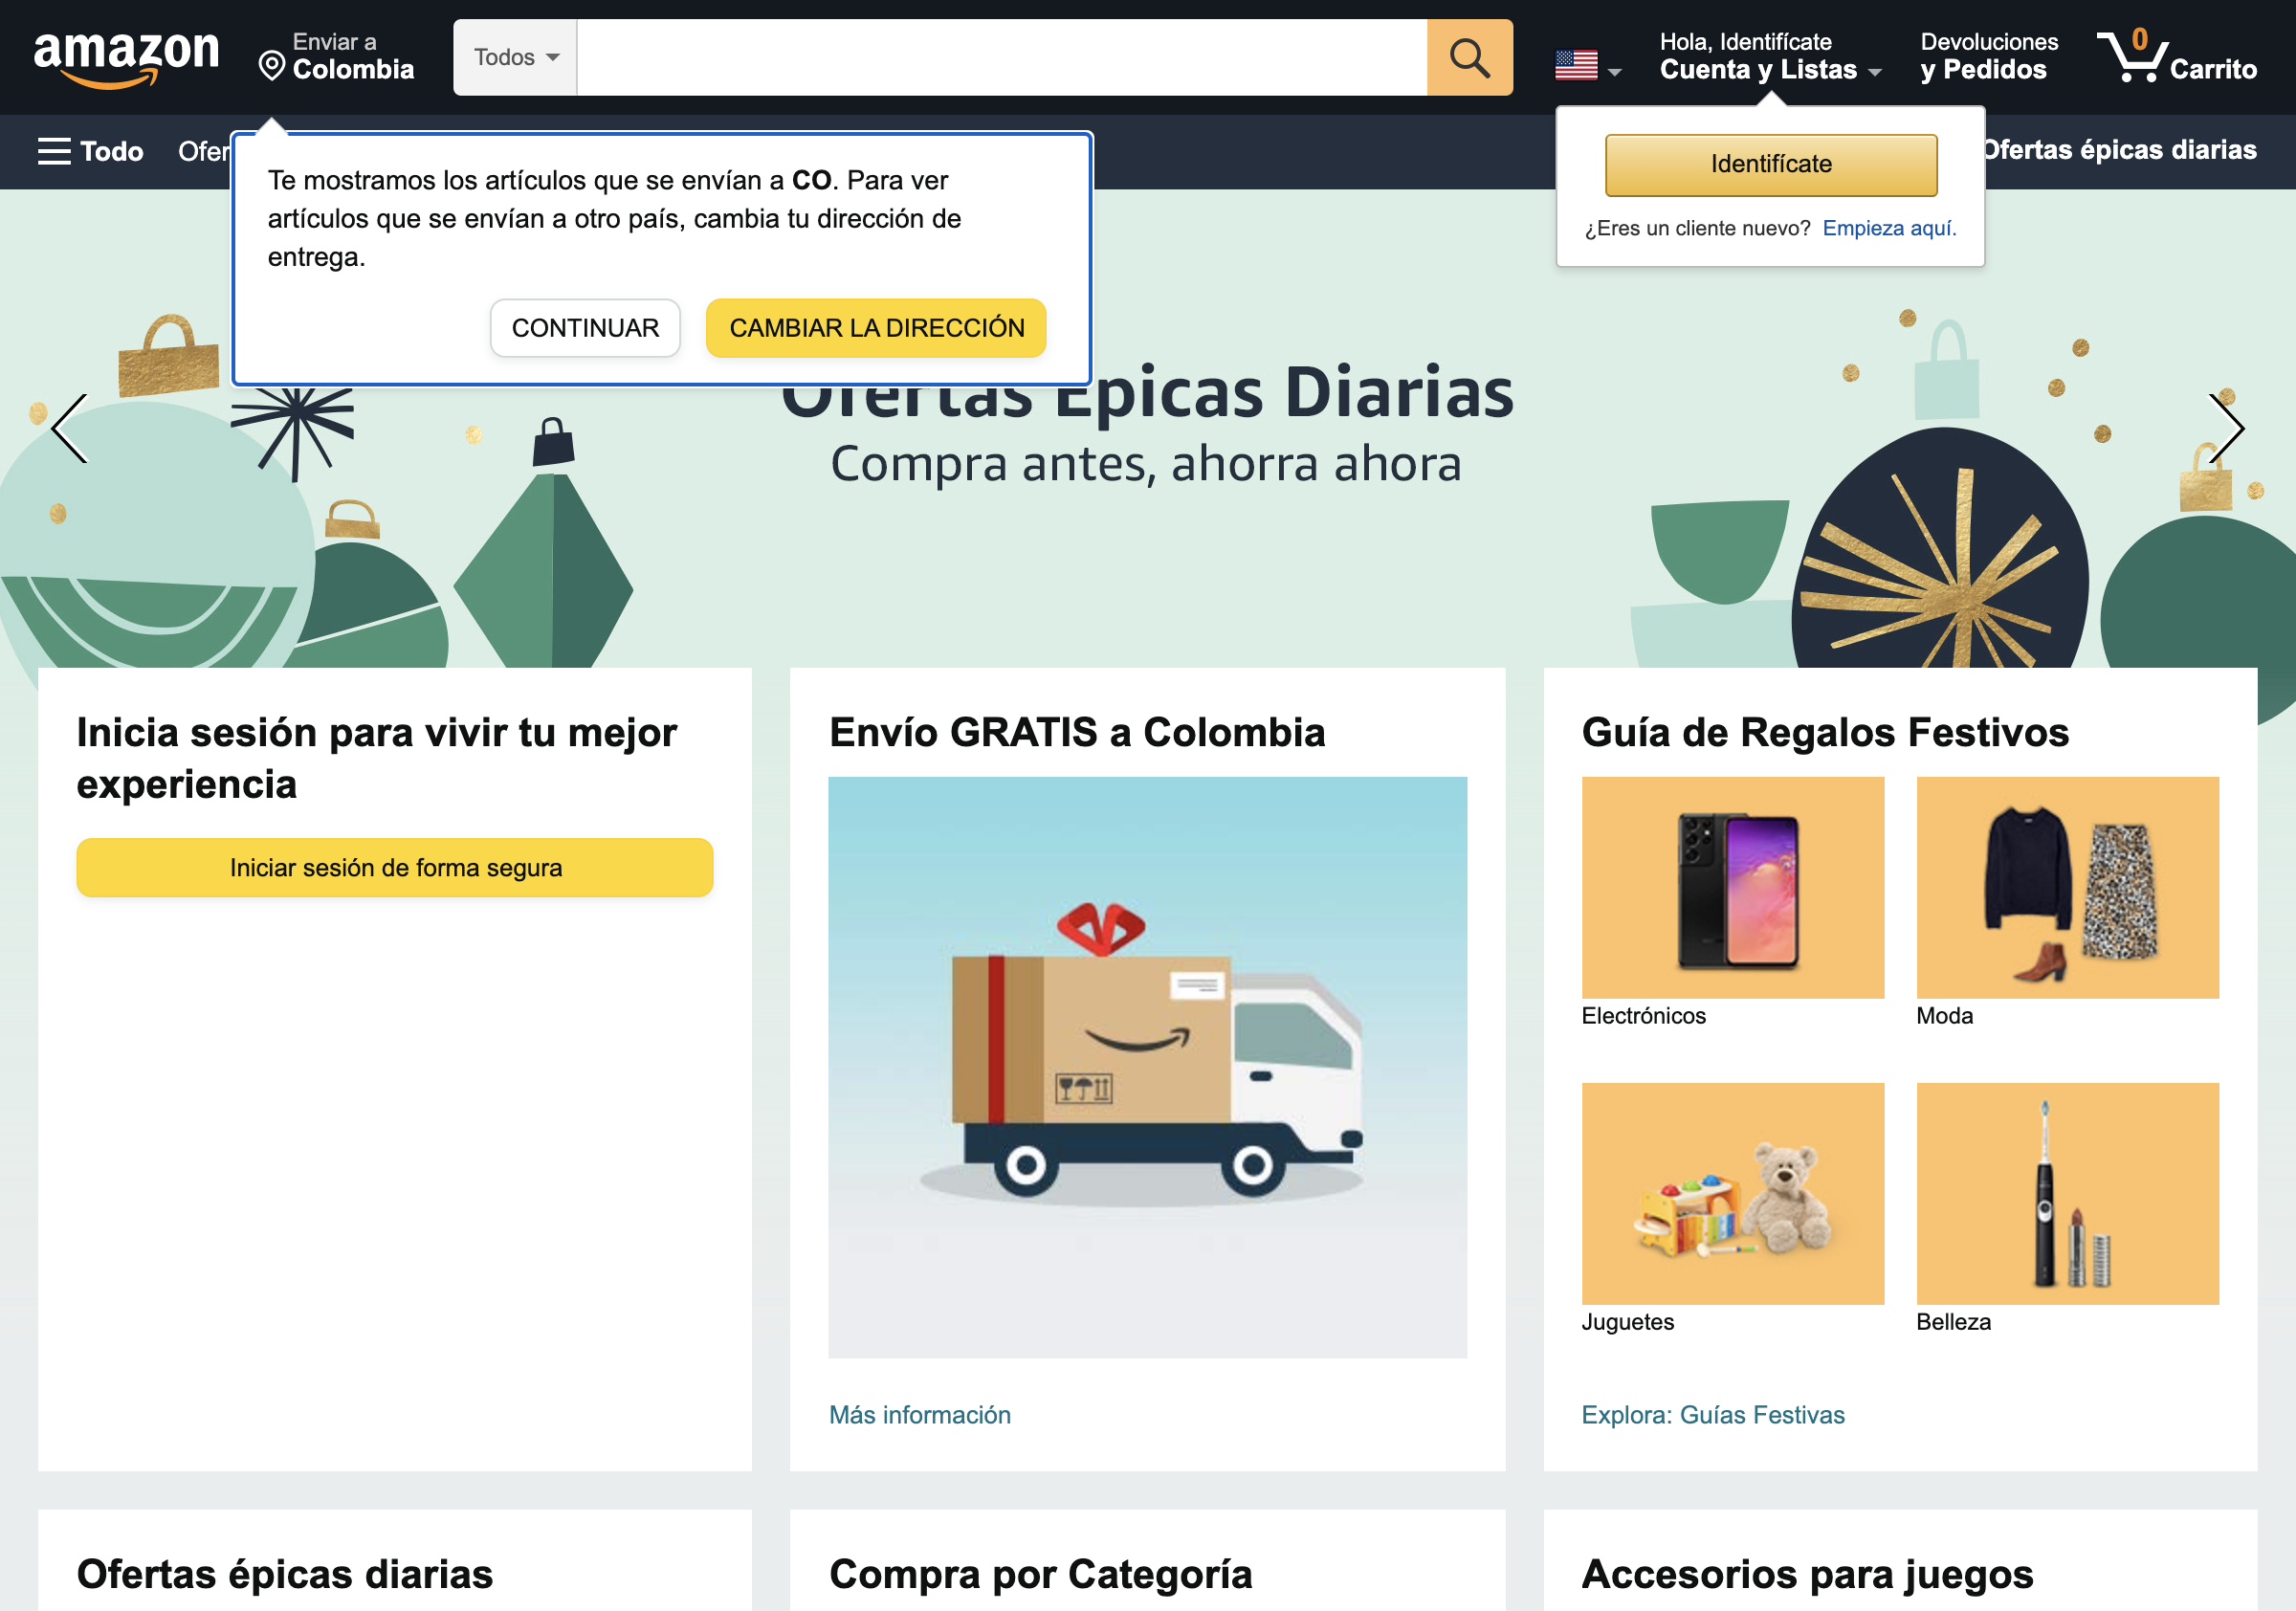 amazon
Enviar a
Colombia
Todos
Hola, Identifícate
Cuenta y Listas
Devoluciones
y Pedidos
0
Carrito
Todo
Ofertas épicas diarias
Te mostramos los artículos que se envían a CO. Para ver
artículos que se envían a otro país, cambia tu dirección de
entrega.
CONTINUAR
CAMBIAR LA DIRECCIÓN
Identifícate
¿Eres un cliente nuevo? Empieza aquí.
Ofertas Épicas Diarias
Compra antes, ahorra ahora
Inicia sesión para vivir tu mejor
experiencia
Iniciar sesión de forma segura
Envío GRATIS a Colombia
Más información
Guía de Regalos Festivos
Electrónicos
Moda
Juguetes
Belleza
Explora: Guías Festivas
Ofertas épicas diarias
Compra por Categoría
Accesorios para juegos